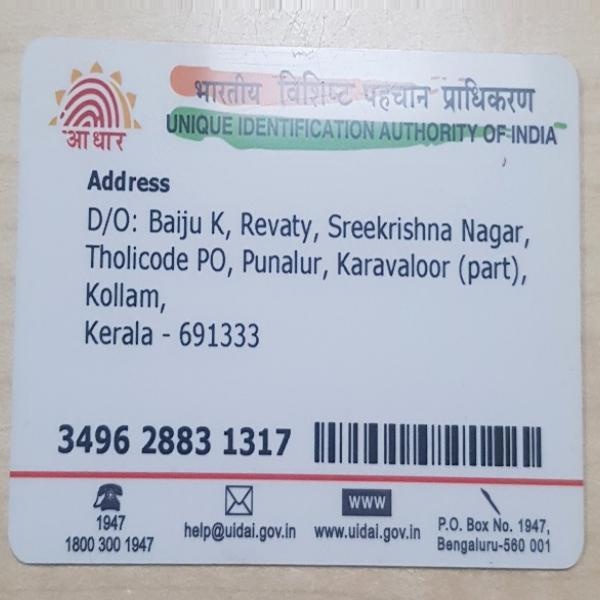 आधार
भारतीय विशिष्ट पहचान प्राधिकरण
UNIQUE IDENTIFICATION AUTHORITY OF INDIA
Address
D/O: Baiju K, Revaty, Sreekrishna Nagar,
Tholicode PO, Punalur, Karavaloor (part),
Kollam,
Kerala - 691333
3496 2883 1317
1947
1800 300 1947
help@uidai.gov.in
WWW
www.uidai.gov.in
P.O. Box No. 1947,
Bengaluru-560 001